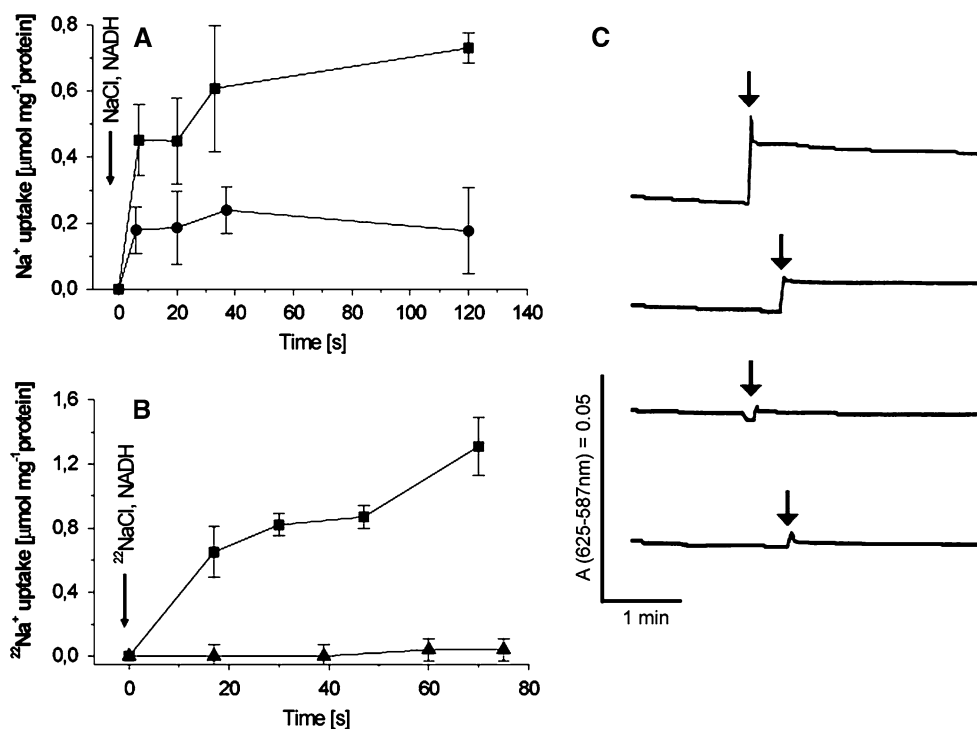 A
Na⁺ uptake [µmol mg⁻¹protein]
NaCl, NADH
0,8
0,6
0,4
0,2
0,0
0 20 40 60 80 100 120 140
Time [s]
B
²²Na⁺ uptake [µmol mg⁻¹protein]
²²NaCl, NADH
1,6
1,2
0,8
0,4
0,0
0 20 40 60 80
Time [s]
C
A (625-587nm) = 0.05
1 min